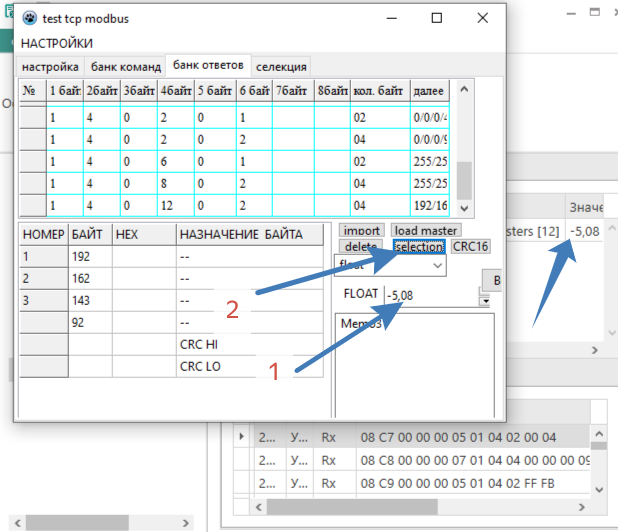 test tcp modbus
НАСТРОЙКИ
настройка банк команд банк ответов селекция
№ 1 байт 2байт 3байт 4байт 5 байт 6 байт 7байт 8байт кол. байт далее
1 4 0 2 0 1 02 0/0/0/4
1 4 0 2 0 2 04 0/0/0/9
1 4 0 6 0 1 02 255/25
1 4 0 8 0 2 04 255/25
1 4 0 12 0 2 04 192/16
НОМЕР БАЙТ HEX НАЗНАЧЕНИЕ БАЙТА
1 192 --
2 162 --
3 143 --
92 --
CRC HI
CRC LO
import load master
delete selection CRC16
float
FLOAT -5,08
В
Memo3
2
1
Значе
sters [12] -5,08
2... У... Rx 08 C7 00 00 00 05 01 04 02 00 04
2... У... Rx 08 C8 00 00 00 07 01 04 04 00 00 00 09
2... У... Rx 08 C9 00 00 00 05 01 04 02 FF FB